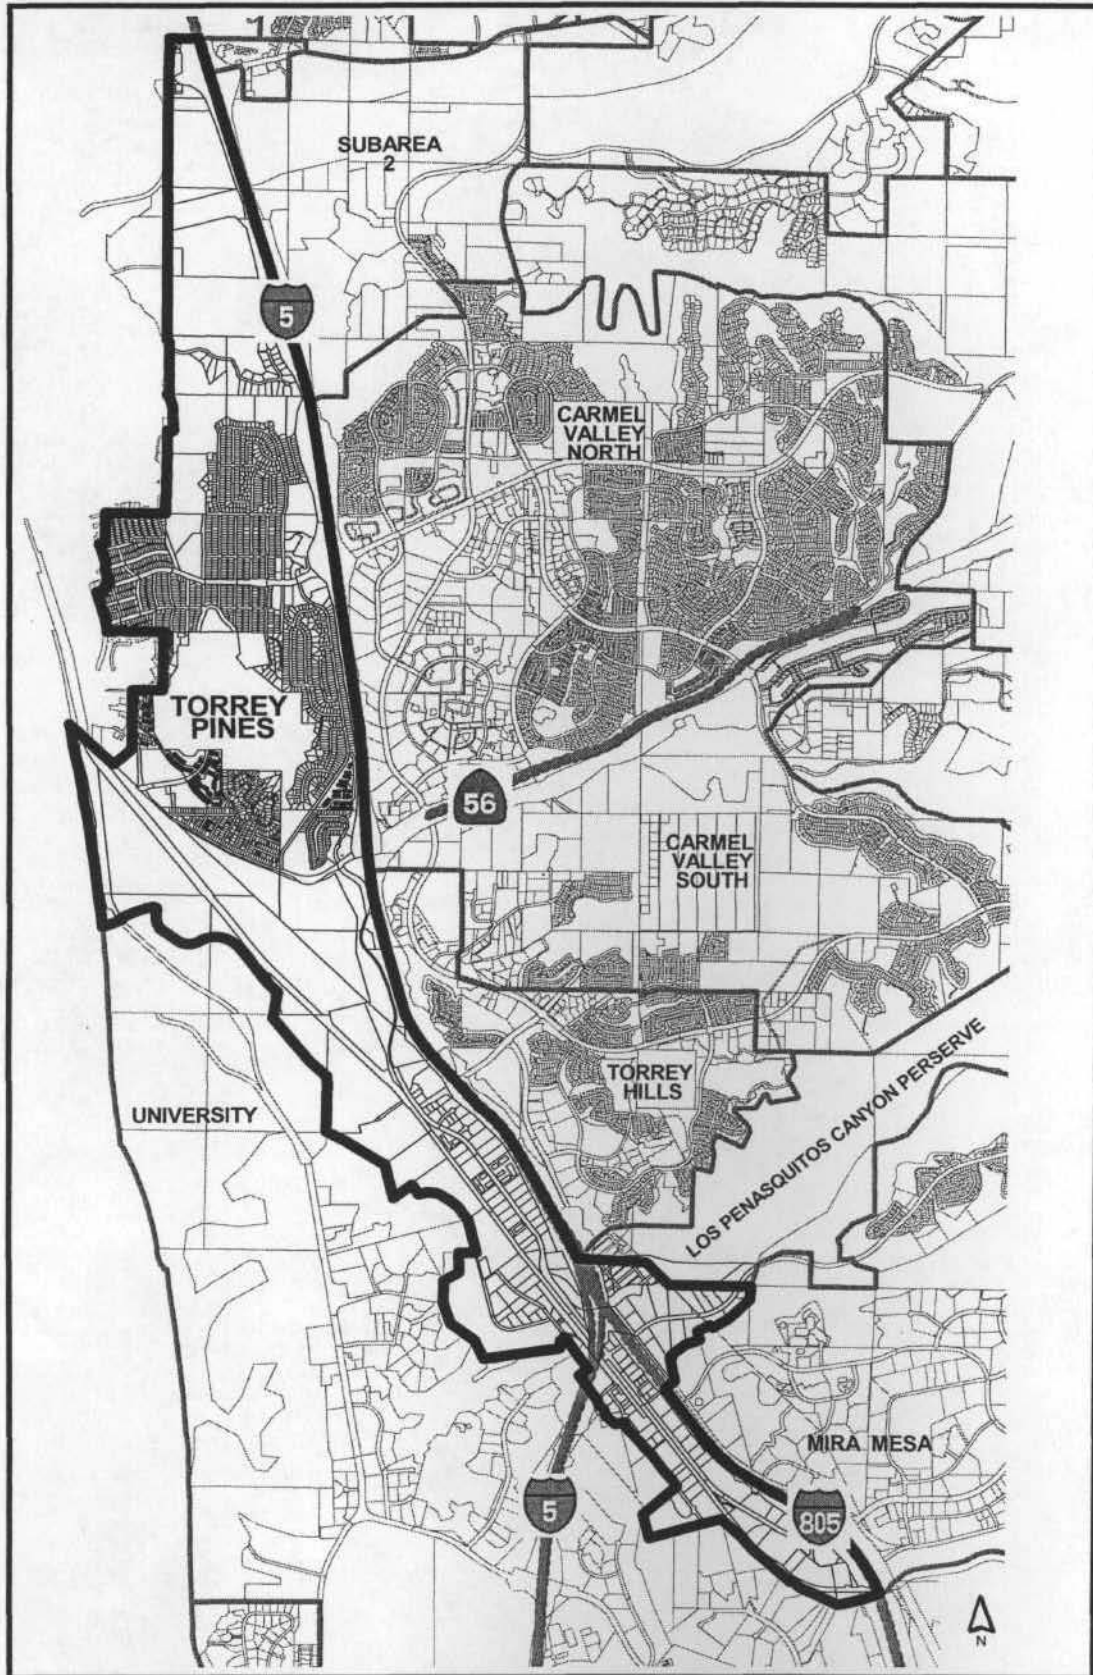 SUBAREA
2
5
CARMEL
VALLEY
NORTH
TORREY
PINES
56
CARMEL
VALLEY
SOUTH
TORREY
HILLS
LOS PENASQUITOS CANYON PERSERVE
UNIVERSITY
MIRA MESA
5
805
N